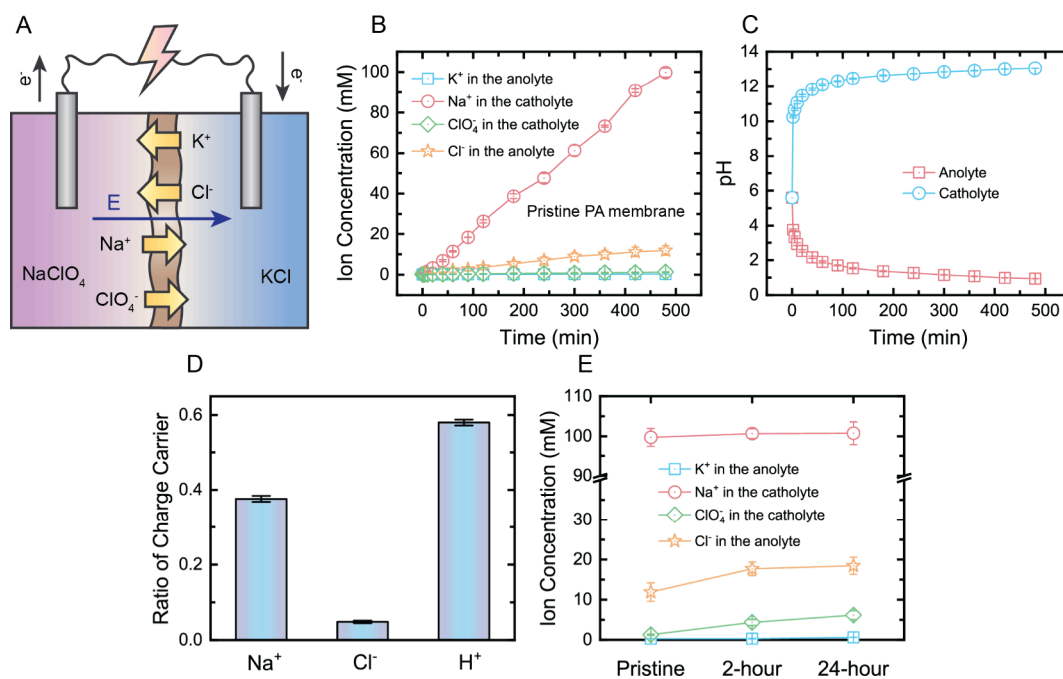 A
e⁻
e⁻
K⁺
Cl⁻
E
Na⁺
NaClO₄
KCl
ClO₄⁻
B
Ion Concentration (mM)
100
80
60
40
20
0
K⁺ in the anolyte
Na⁺ in the catholyte
ClO₄⁻ in the catholyte
Cl⁻ in the anolyte
Pristine PA membrane
0 100 200 300 400 500
Time (min)
C
pH
14
12
10
8
6
4
2
0
Anolyte
Catholyte
0 100 200 300 400 500
Time (min)
D
Ratio of Charge Carrier
0.6
0.4
0.2
0.0
Na⁺ Cl⁻ H⁺
E
Ion Concentration (mM)
110
100
90
30
20
10
0
K⁺ in the anolyte
Na⁺ in the catholyte
ClO₄⁻ in the catholyte
Cl⁻ in the anolyte
Pristine 2-hour 24-hour